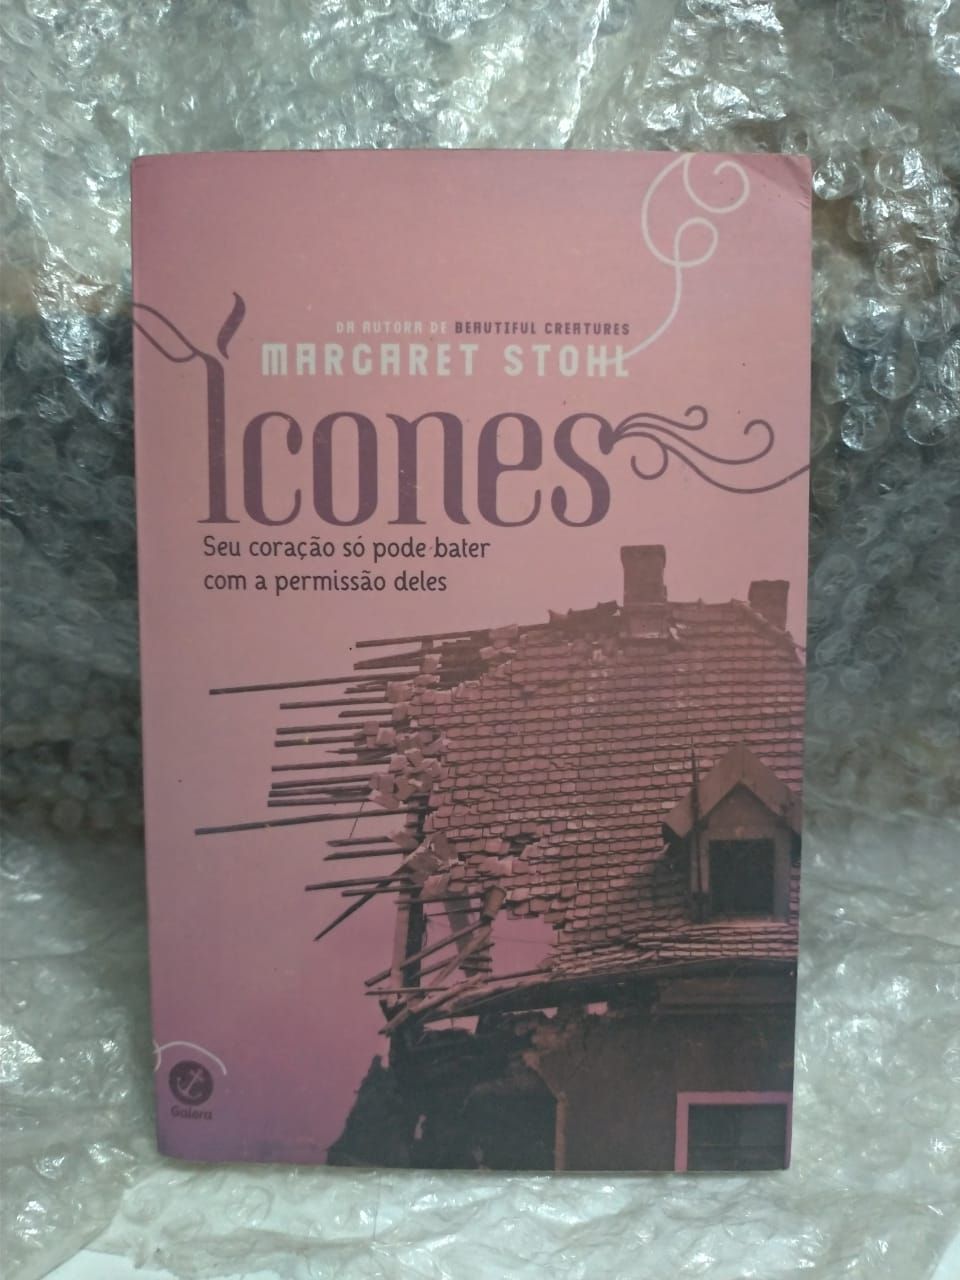 DA AUTORA DE BEAUTIFUL CREATURES
MARGARET STOHL
Ícones
Seu coração só pode bater
com a permissão deles
Galera